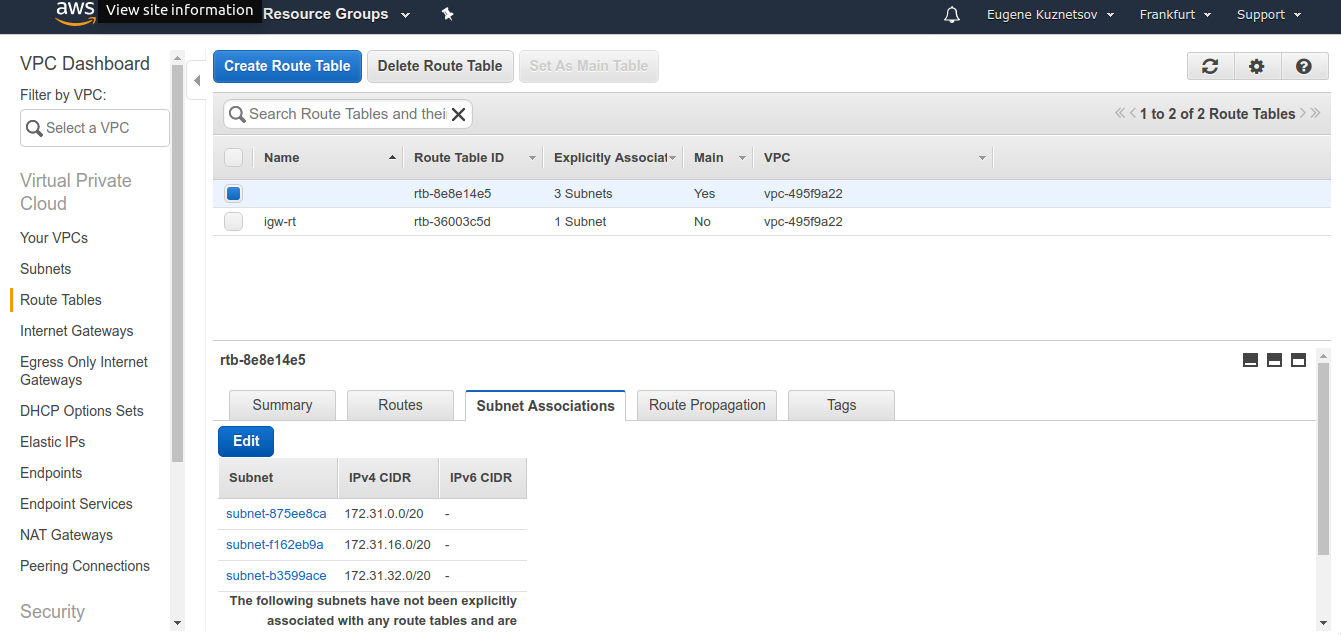 aws
View site information
Resource Groups
Eugene Kuznetsov
Frankfurt
Support
VPC Dashboard
Filter by VPC:
Select a VPC
Virtual Private
Cloud
Your VPCs
Subnets
Route Tables
Internet Gateways
Egress Only Internet
Gateways
DHCP Options Sets
Elastic IPs
Endpoints
Endpoint Services
NAT Gateways
Peering Connections
Security
Create Route Table
Delete Route Table
Set As Main Table
Search Route Tables and thei
1 to 2 of 2 Route Tables
Name Route Table ID Explicitly Associat Main VPC
rtb-8e8e14e5 3 Subnets Yes vpc-495f9a22
igw-rt rtb-36003c5d 1 Subnet No vpc-495f9a22
rtb-8e8e14e5
Summary Routes Subnet Associations Route Propagation Tags
Edit
Subnet IPv4 CIDR IPv6 CIDR
subnet-875ee8ca 172.31.0.0/20 -
subnet-f162eb9a 172.31.16.0/20 -
subnet-b3599ace 172.31.32.0/20 -
The following subnets have not been explicitly
associated with any route tables and are